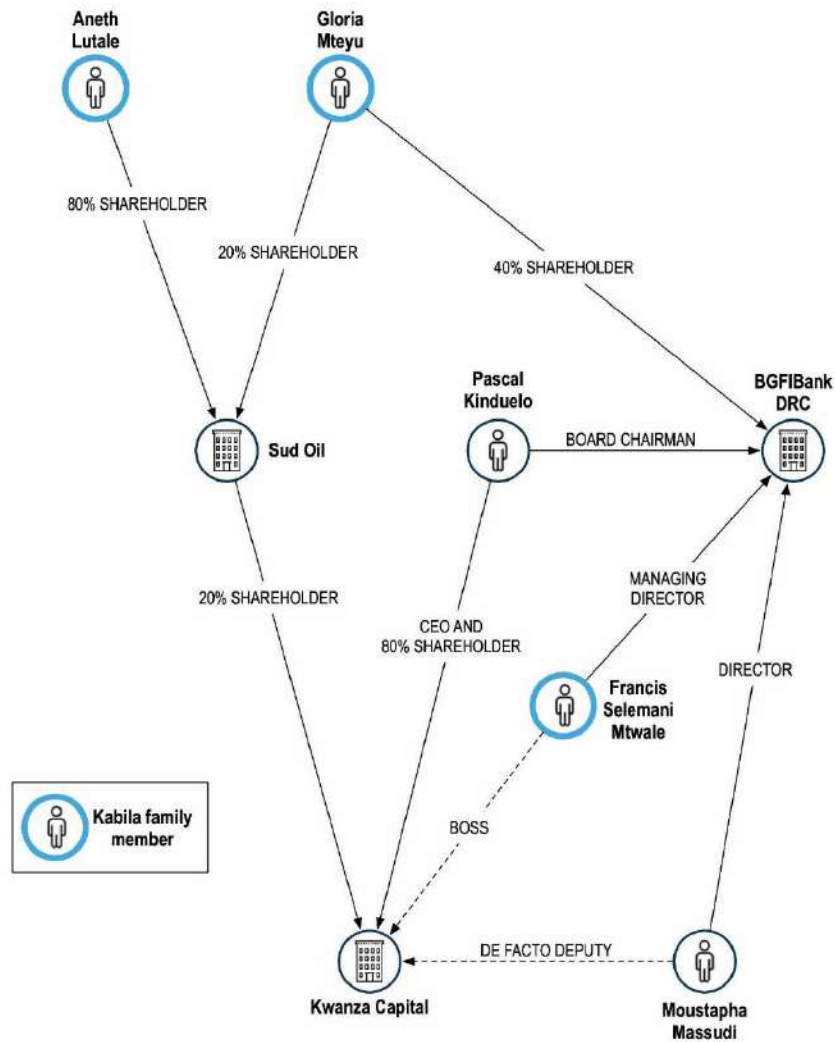 Aneth
Lutale
Gloria
Mteyu
80% SHAREHOLDER
20% SHAREHOLDER
40% SHAREHOLDER
Pascal
Kinduelo
BGFIBank
DRC
Sud Oil
BOARD CHAIRMAN
20% SHAREHOLDER
CEO AND
80% SHAREHOLDER
MANAGING
DIRECTOR
DIRECTOR
Francis
Selemani
Mtwale
Kabila family
member
BOSS
DE FACTO DEPUTY
Kwanza Capital
Moustapha
Massudi